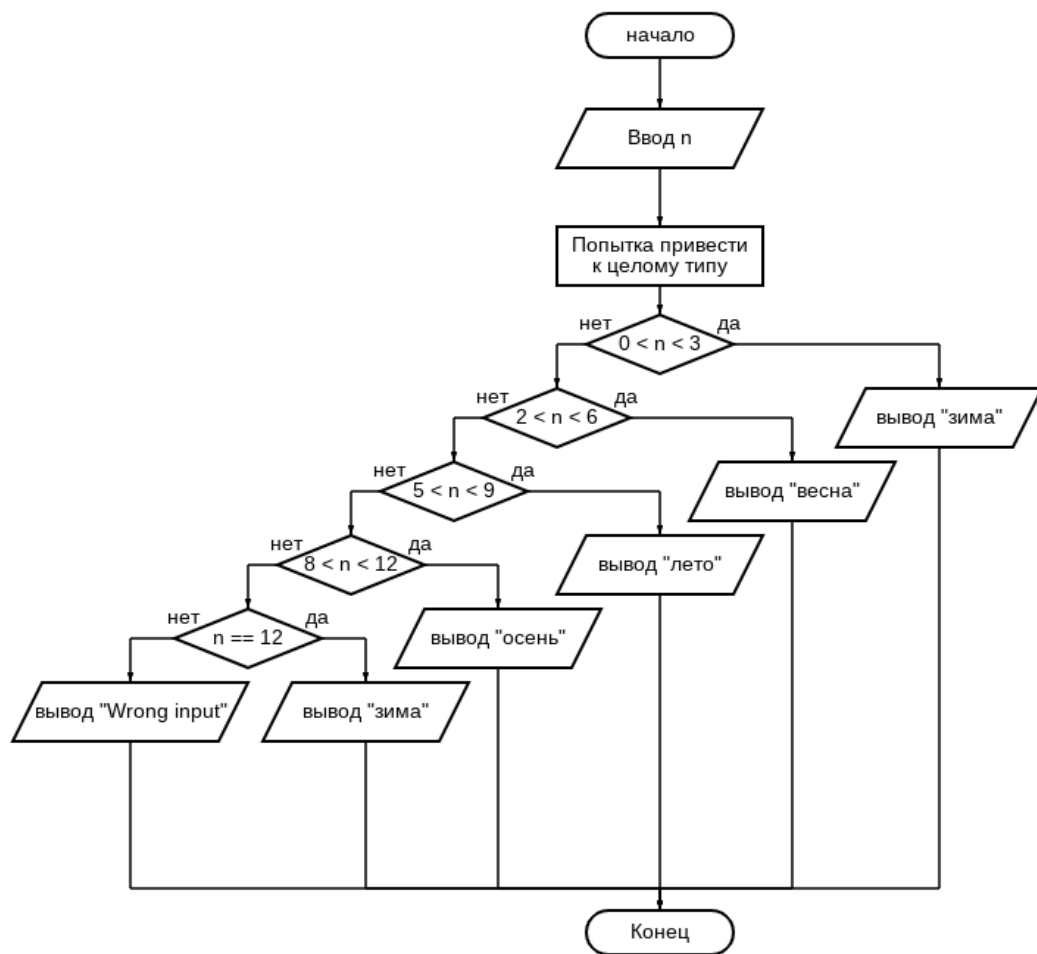 начало
Ввод n
Попытка привести
к целому типу
нет
да
0 < n < 3
нет
да
2 < n < 6
вывод "зима"
нет
да
5 < n < 9
вывод "весна"
нет
да
8 < n < 12
вывод "лето"
нет
да
n == 12
вывод "осень"
вывод "Wrong input"
вывод "зима"
Конец